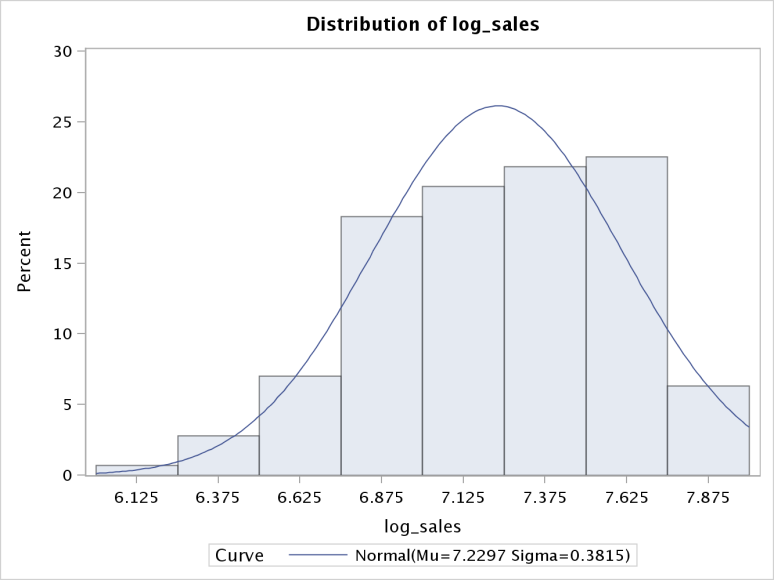 Distribution of log_sales
30
25
20
15
10
5
0
Percent
6.125 6.375 6.625 6.875 7.125 7.375 7.625 7.875
log_sales
Curve Normal(Mu=7.2297 Sigma=0.3815)